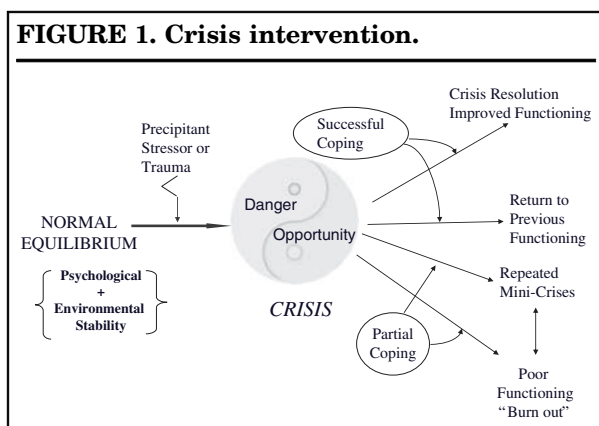 FIGURE 1. Crisis intervention.
Precipitant
Stressor or
Trauma
NORMAL
EQUILIBRIUM
Psychological
+
Environmental
Stability
Danger
Opportunity
CRISIS
Successful
Coping
Partial
Coping
Crisis Resolution
Improved Functioning
Return to
Previous
Functioning
Repeated
Mini-Crises
Poor
Functioning
“Burn out”